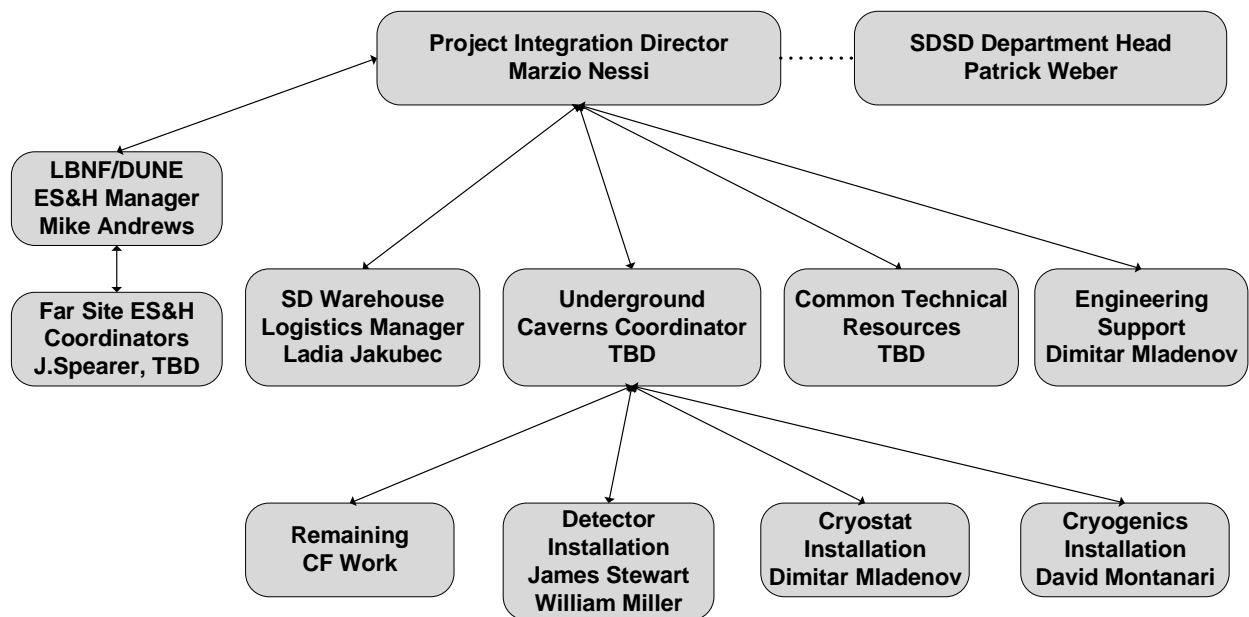 Project Integration Director
Marzio Nessi
SDSD Department Head
Patrick Weber
LBNF/DUNE
ES&H Manager
Mike Andrews
Far Site ES&H
Coordinators
J.Spearer, TBD
SD Warehouse
Logistics Manager
Ladia Jakubec
Underground
Caverns Coordinator
TBD
Common Technical
Resources
TBD
Engineering
Support
Dimitar Mladenov
Remaining
CF Work
Detector
Installation
James Stewart
William Miller
Cryostat
Installation
Dimitar Mladenov
Cryogenics
Installation
David Montanari